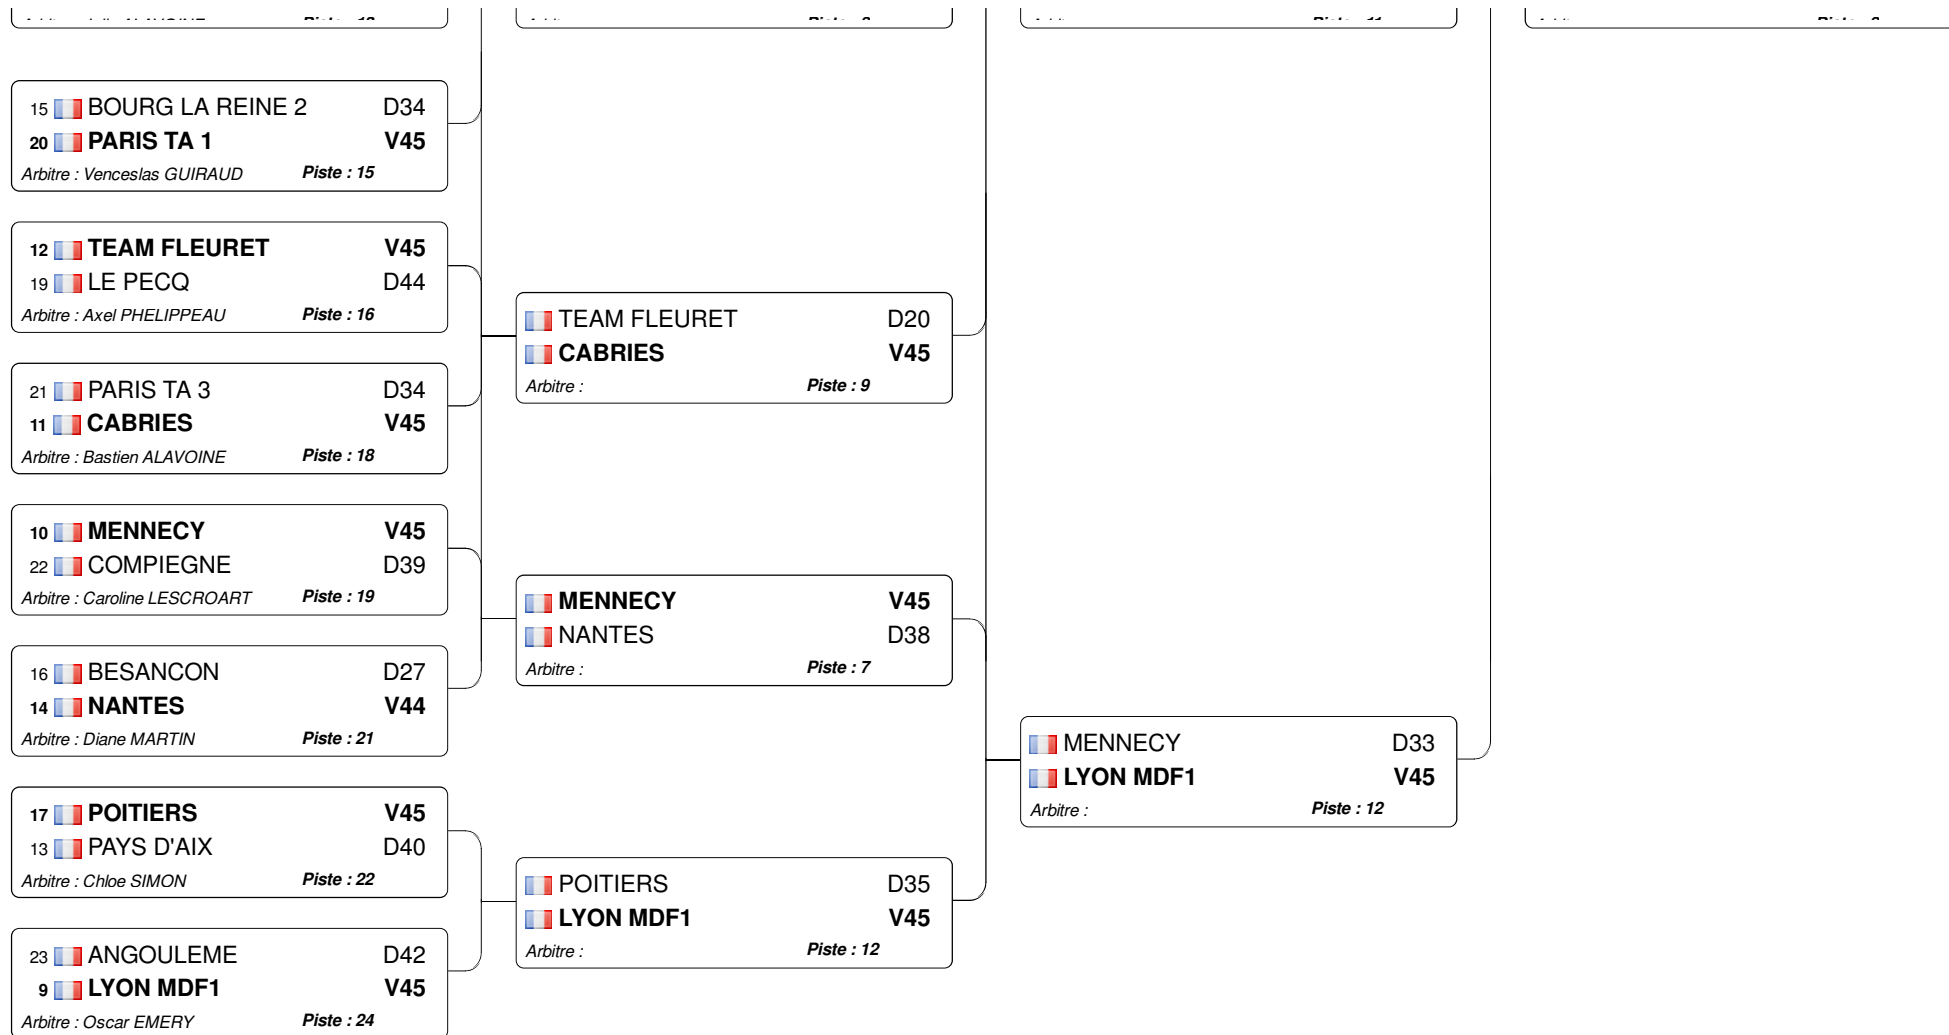 15 BOURG LA REINE 2 D34
20 PARIS TA 1 V45
Arbitre : Venceslas GUIRAUD Piste : 15
12 TEAM FLEURET V45
19 LE PECQ D44
Arbitre : Axel PHELIPPEAU Piste : 16
21 PARIS TA 3 D34
11 CABRIES V45
Arbitre : Bastien ALAVOINE Piste : 18
10 MENNECY V45
22 COMPIEGNE D39
Arbitre : Caroline LESCROART Piste : 19
16 BESANCON D27
14 NANTES V44
Arbitre : Diane MARTIN Piste : 21
17 POITIERS V45
13 PAYS D'AIX D40
Arbitre : Chloe SIMON Piste : 22
23 ANGOULEME D42
9 LYON MDF1 V45
Arbitre : Oscar EMERY Piste : 24
TEAM FLEURET D20
CABRIES V45
Arbitre : Piste : 9
MENNECY V45
NANTES D38
Arbitre : Piste : 7
POITIERS D35
LYON MDF1 V45
Arbitre : Piste : 12
MENNECY D33
LYON MDF1 V45
Arbitre : Piste : 12